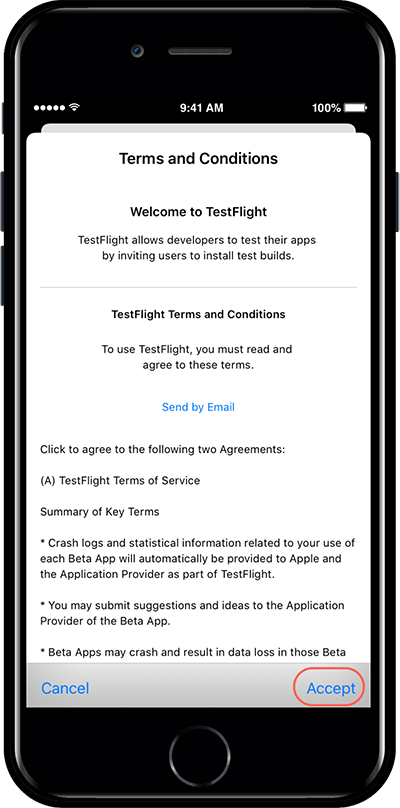 9:41 AM
100%
Terms and Conditions
Welcome to TestFlight
TestFlight allows developers to test their apps
by inviting users to install test builds.
TestFlight Terms and Conditions
To use TestFlight, you must read and
agree to these terms.
Send by Email
Click to agree to the following two Agreements:
(A) TestFlight Terms of Service
Summary of Key Terms
* Crash logs and statistical information related to your use of
each Beta App will automatically be provided to Apple and
the Application Provider as part of TestFlight.
* You may submit suggestions and ideas to the Application
Provider of the Beta App.
* Beta Apps may crash and result in data loss in those Beta
Cancel
Accept